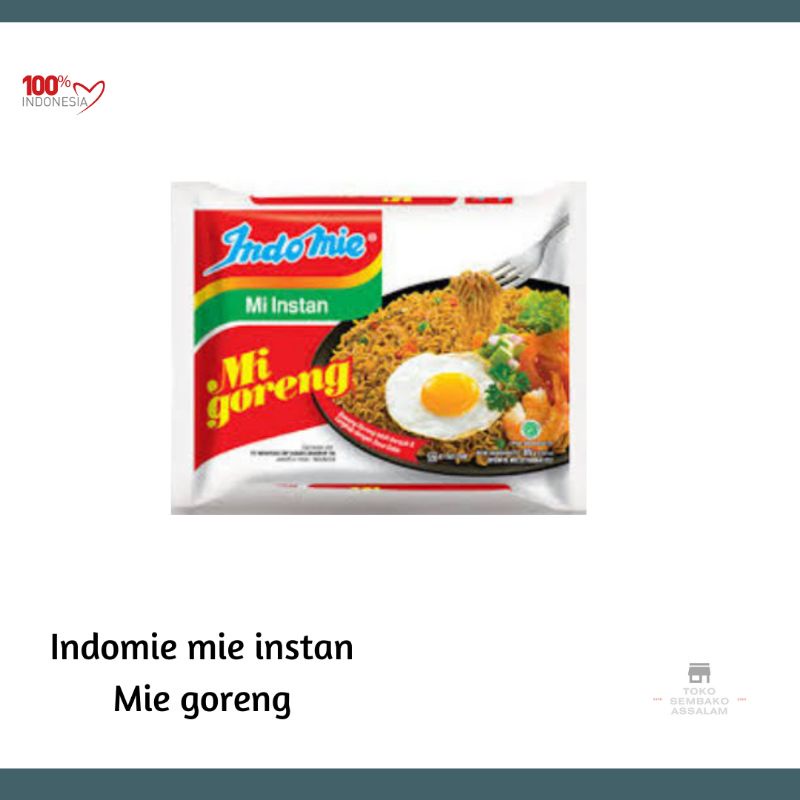 100%
INDONESIA
Indomie
Mi Instan
Mi
goreng
Indomie mie instan
Mie goreng
TOKO
SEMBAKO
ASSALAM